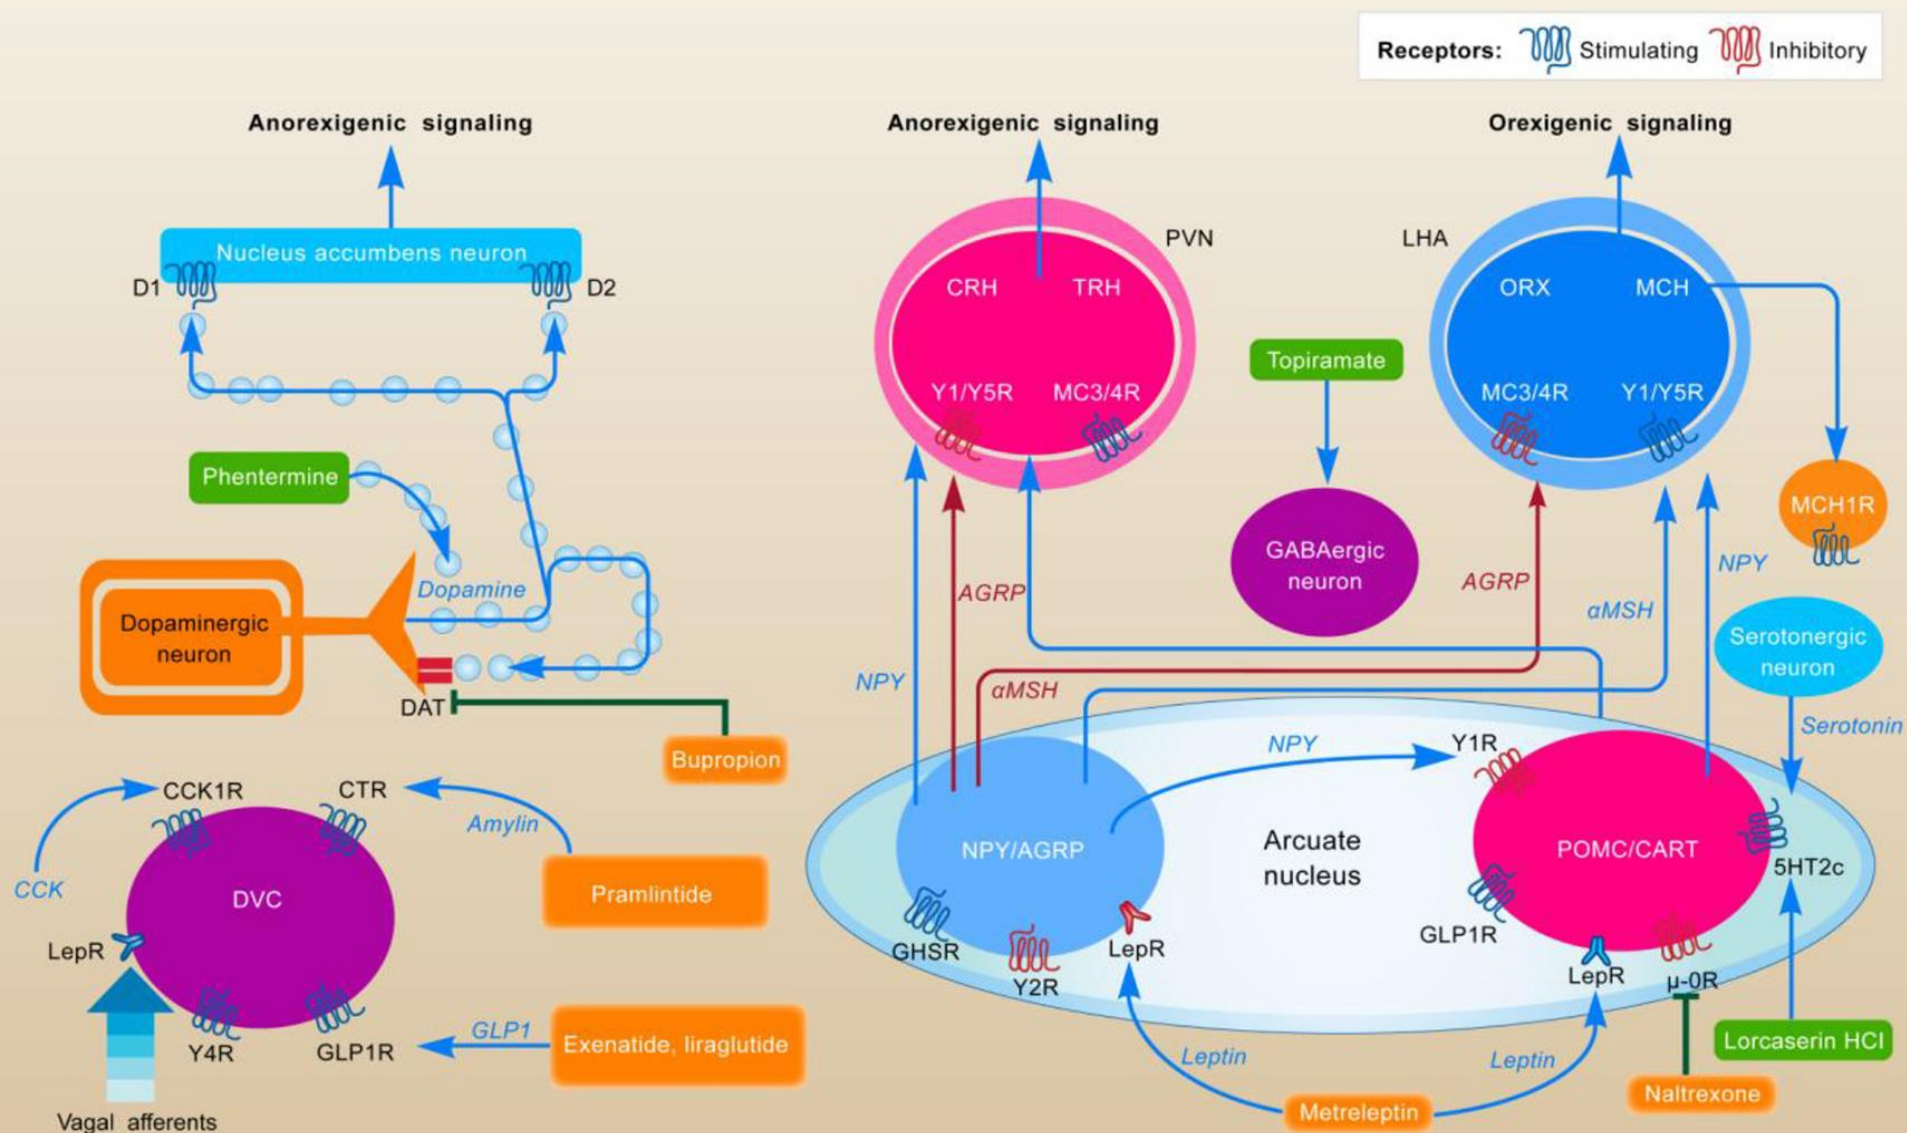 Receptors: Stimulating Inhibitory
Anorexigenic signaling
Anorexigenic signaling
Orexigenic signaling
Nucleus accumbens neuron
D1
D2
PVN
LHA
CRH
TRH
ORX
MCH
Topiramate
Y1/Y5R
MC3/4R
MC3/4R
Y1/Y5R
Phentermine
MCH1R
GABAergic
neuron
Dopamine
AGRP
AGRP
NPY
αMSH
Dopaminergic
neuron
Serotonergic
neuron
NPY
αMSH
DAT
Serotonin
Bupropion
NPY
Y1R
CCK1R
CTR
Amylin
NPY/AGRP
Arcuate
nucleus
POMC/CART
5HT2c
CCK
DVC
Pramlintide
LepR
GHSR
Y2R
LepR
GLP1R
LepR
μ-0R
Y4R
GLP1R
GLP1
Exenatide, liraglutide
Leptin
Leptin
Lorcaserin HCI
Naltrexone
Metreleptin
Vagal afferents